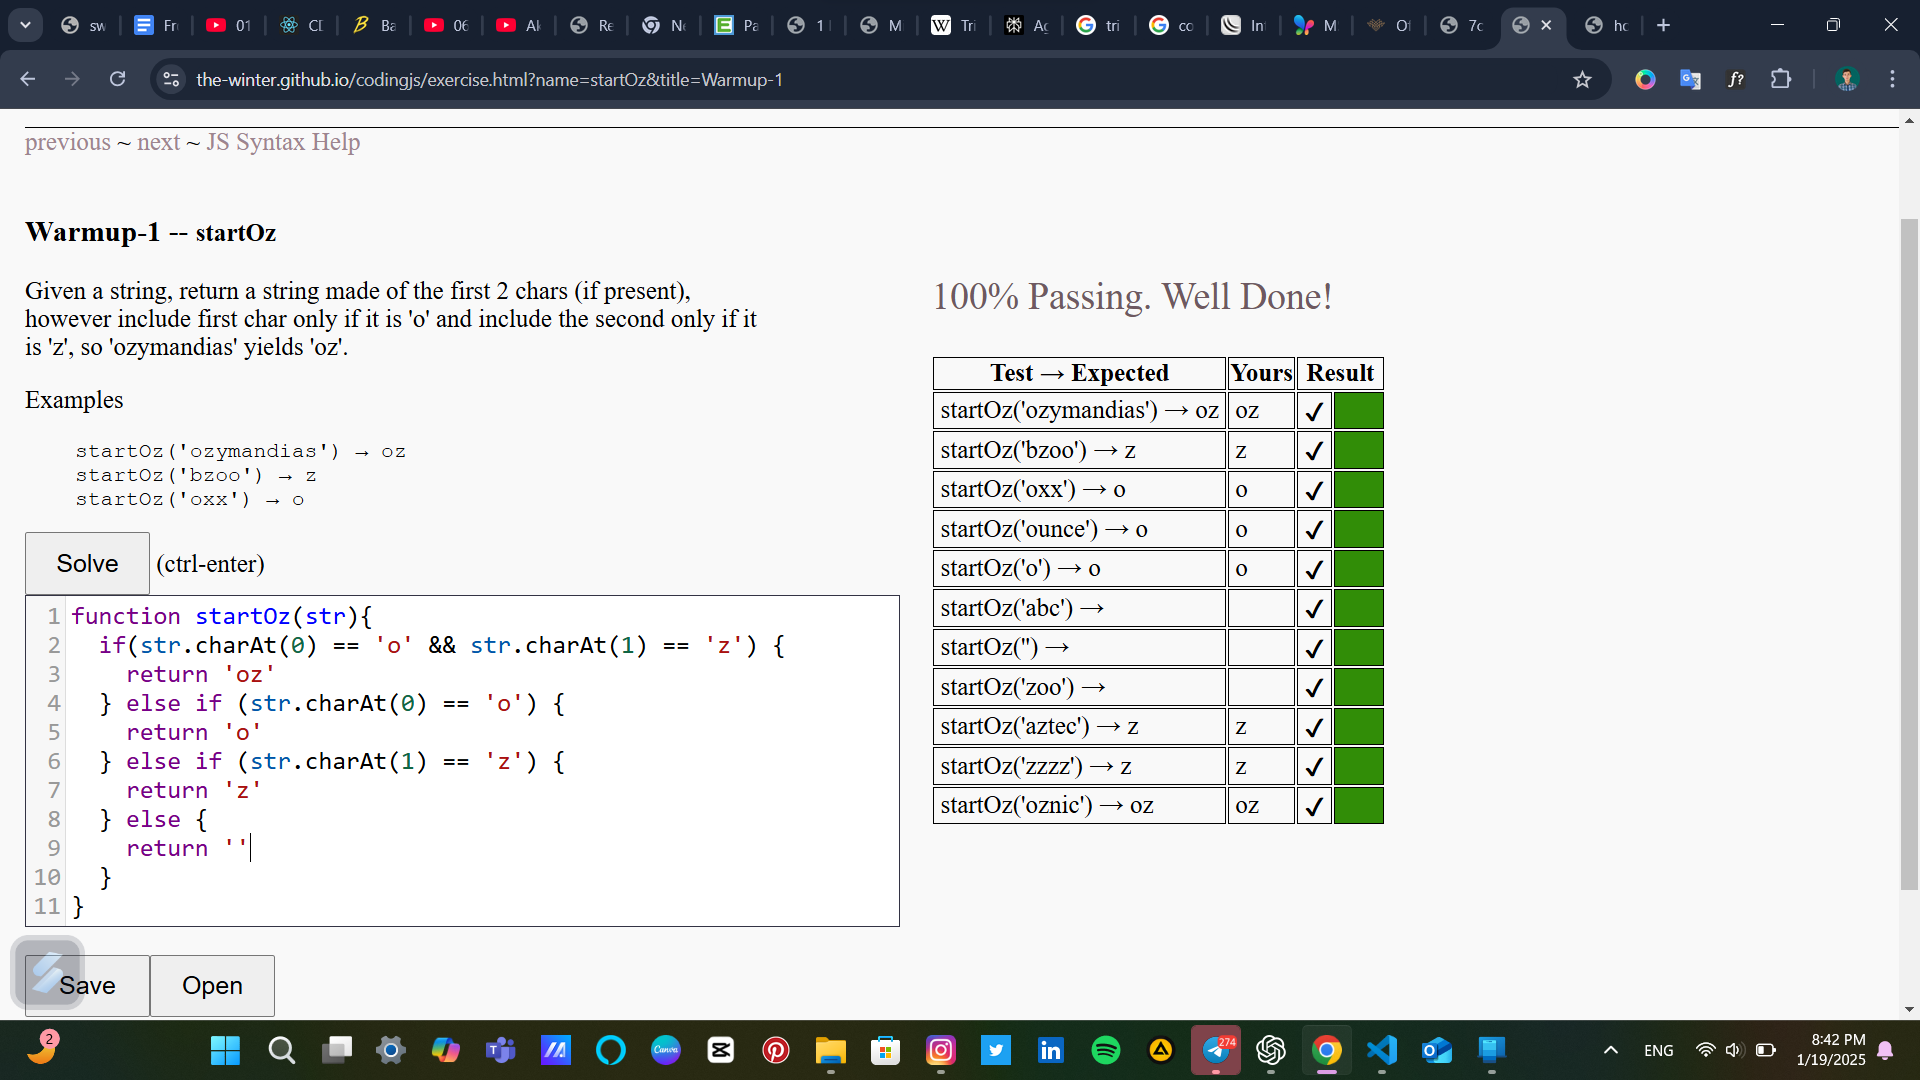 sw
Fr
01
CI
Ba
06
Ak
Re
Ne
Pa
1
M
Tri
Ag
tri
co
In
M
Of
7c
hc
the-winter.github.io/codingjs/exercise.html?name=startOz&title=Warmup-1
previous ~ next ~ JS Syntax Help
Warmup-1 -- startOz
Given a string, return a string made of the first 2 chars (if present),
however include first char only if it is 'o' and include the second only if it
is 'z', so 'ozymandias' yields 'oz'.
Examples
startOz('ozymandias') → oz
startOz('bzoo') → z
startOz('oxx') → o
Solve (ctrl-enter)
1 function startOz(str){
2 if(str.charAt(0) == 'o' && str.charAt(1) == 'z') {
3 return 'oz'
4 } else if (str.charAt(0) == 'o') {
5 return 'o'
6 } else if (str.charAt(1) == 'z') {
7 return 'z'
8 } else {
9 return ''
10 }
11 }
Save Open
100% Passing. Well Done!
Test → Expected Yours Result
startOz('ozymandias') → oz oz ✓
startOz('bzoo') → z z ✓
startOz('oxx') → o o ✓
startOz('ounce') → o o ✓
startOz('o') → o o ✓
startOz('abc') → ✓
startOz('') → ✓
startOz('zoo') → ✓
startOz('aztec') → z z ✓
startOz('zzzz') → z z ✓
startOz('oznic') → oz oz ✓
2
Canva
274
ENG
8:42 PM
1/19/2025